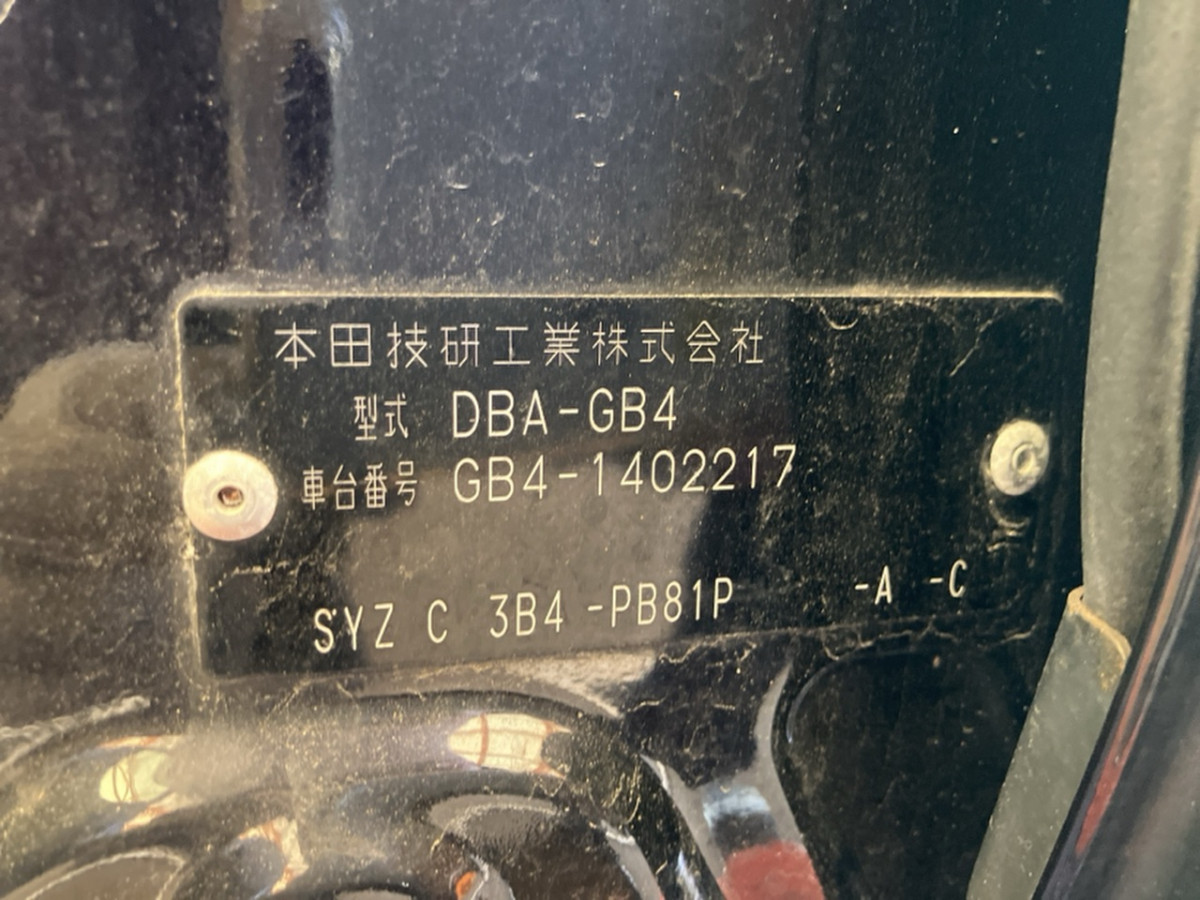 本田技研工業株式会社
型式 DBA-GB4
車台番号 GB4-1402217
SYZ C 3B4 -PB81P -A -C